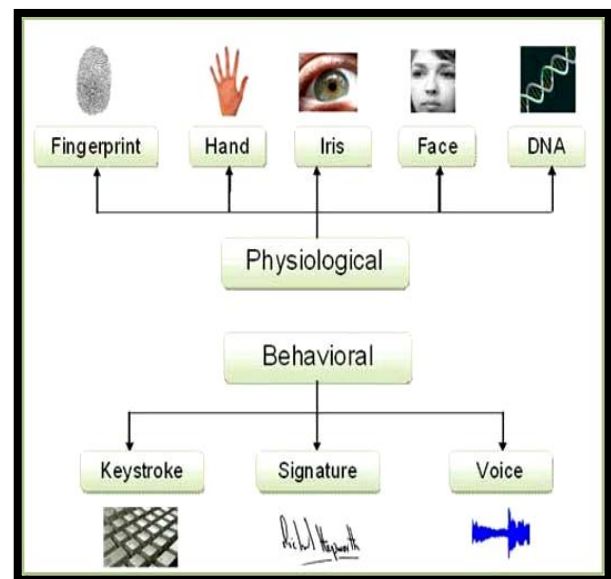 Fingerprint
Hand
Iris
Face
DNA
Physiological
Behavioral
Keystroke
Signature
Voice